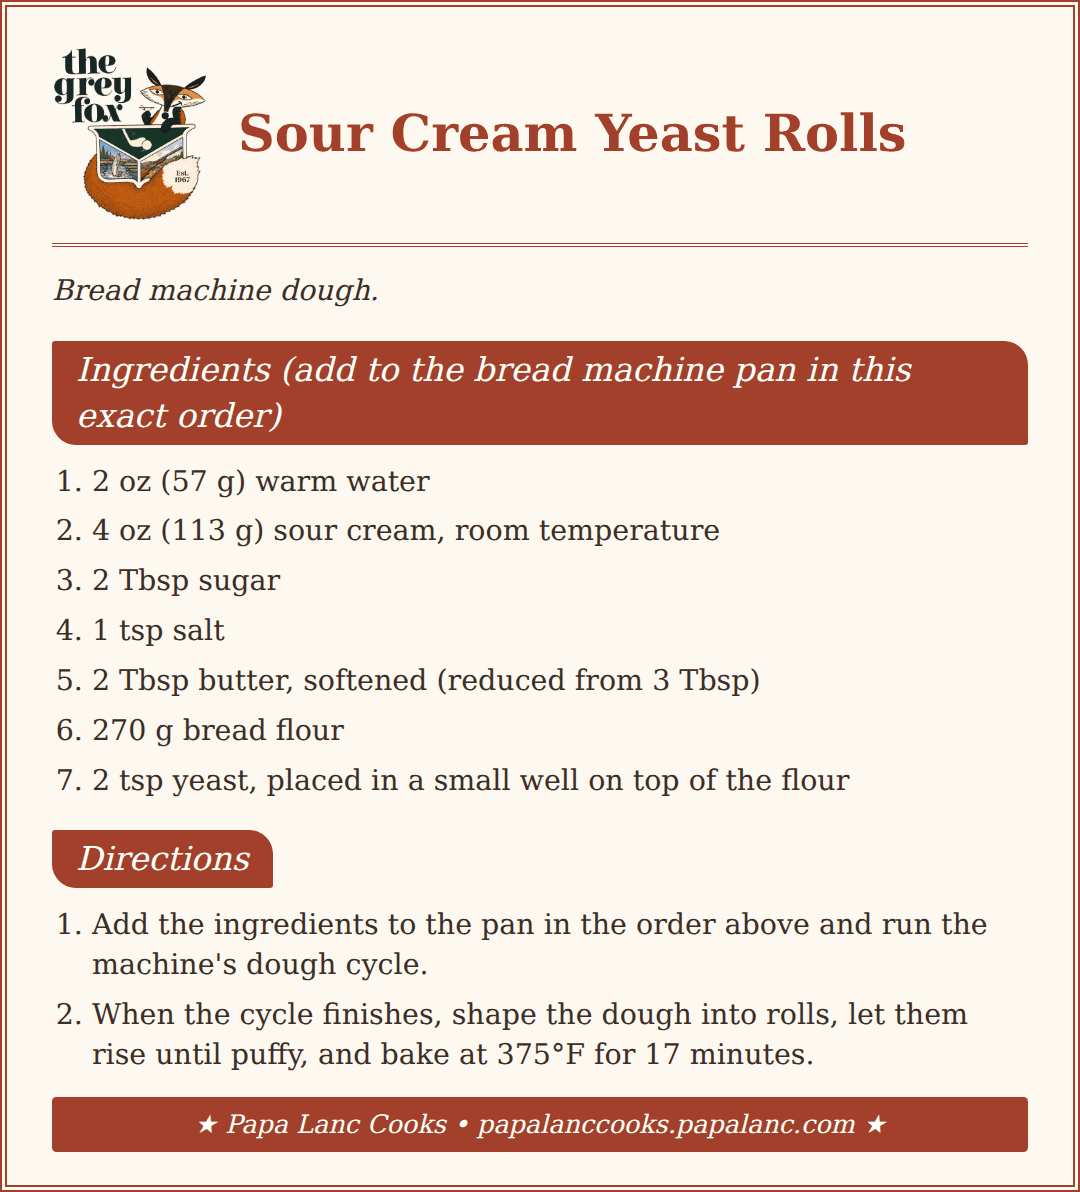 the
grey
fox
Est.
1967
Sour Cream Yeast Rolls
Bread machine dough.
Ingredients (add to the bread machine pan in this
exact order)
1. 2 oz (57 g) warm water
2. 4 oz (113 g) sour cream, room temperature
3. 2 Tbsp sugar
4. 1 tsp salt
5. 2 Tbsp butter, softened (reduced from 3 Tbsp)
6. 270 g bread flour
7. 2 tsp yeast, placed in a small well on top of the flour
Directions
1. Add the ingredients to the pan in the order above and run the
machine's dough cycle.
2. When the cycle finishes, shape the dough into rolls, let them
rise until puffy, and bake at 375°F for 17 minutes.
★ Papa Lanc Cooks • papalanccooks.papalanc.com ★